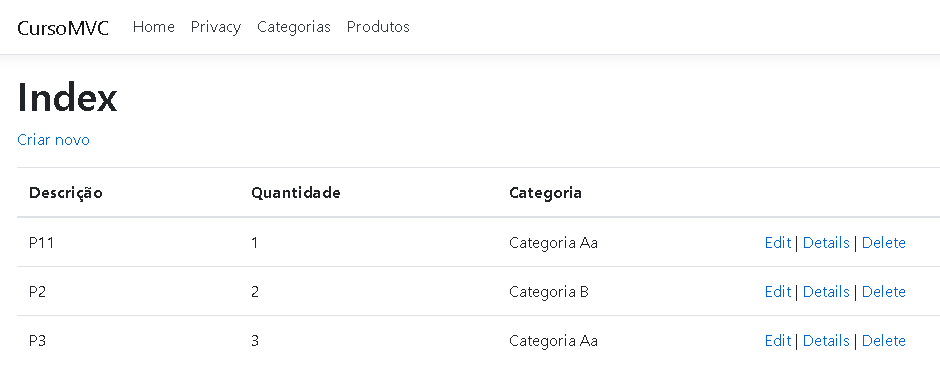 CursoMVC Home Privacy Categorias Produtos
Index
Criar novo
Descrição Quantidade Categoria
P11 1 Categoria Aa Edit | Details | Delete
P2 2 Categoria B Edit | Details | Delete
P3 3 Categoria Aa Edit | Details | Delete